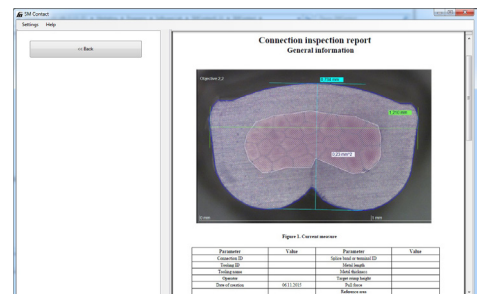 SM Contact
Settings Help
<< Back
Connection inspection report
General information
Objective 2,2
Figure 1. Current measure
Parameter Value Parameter Value
Connection ID Splice band or terminal ID
Tooling ID Metal length
Tooling name Metal thickness
Operator Target crimp height
Date of creation 06.11.2015 Pull force
Reference area